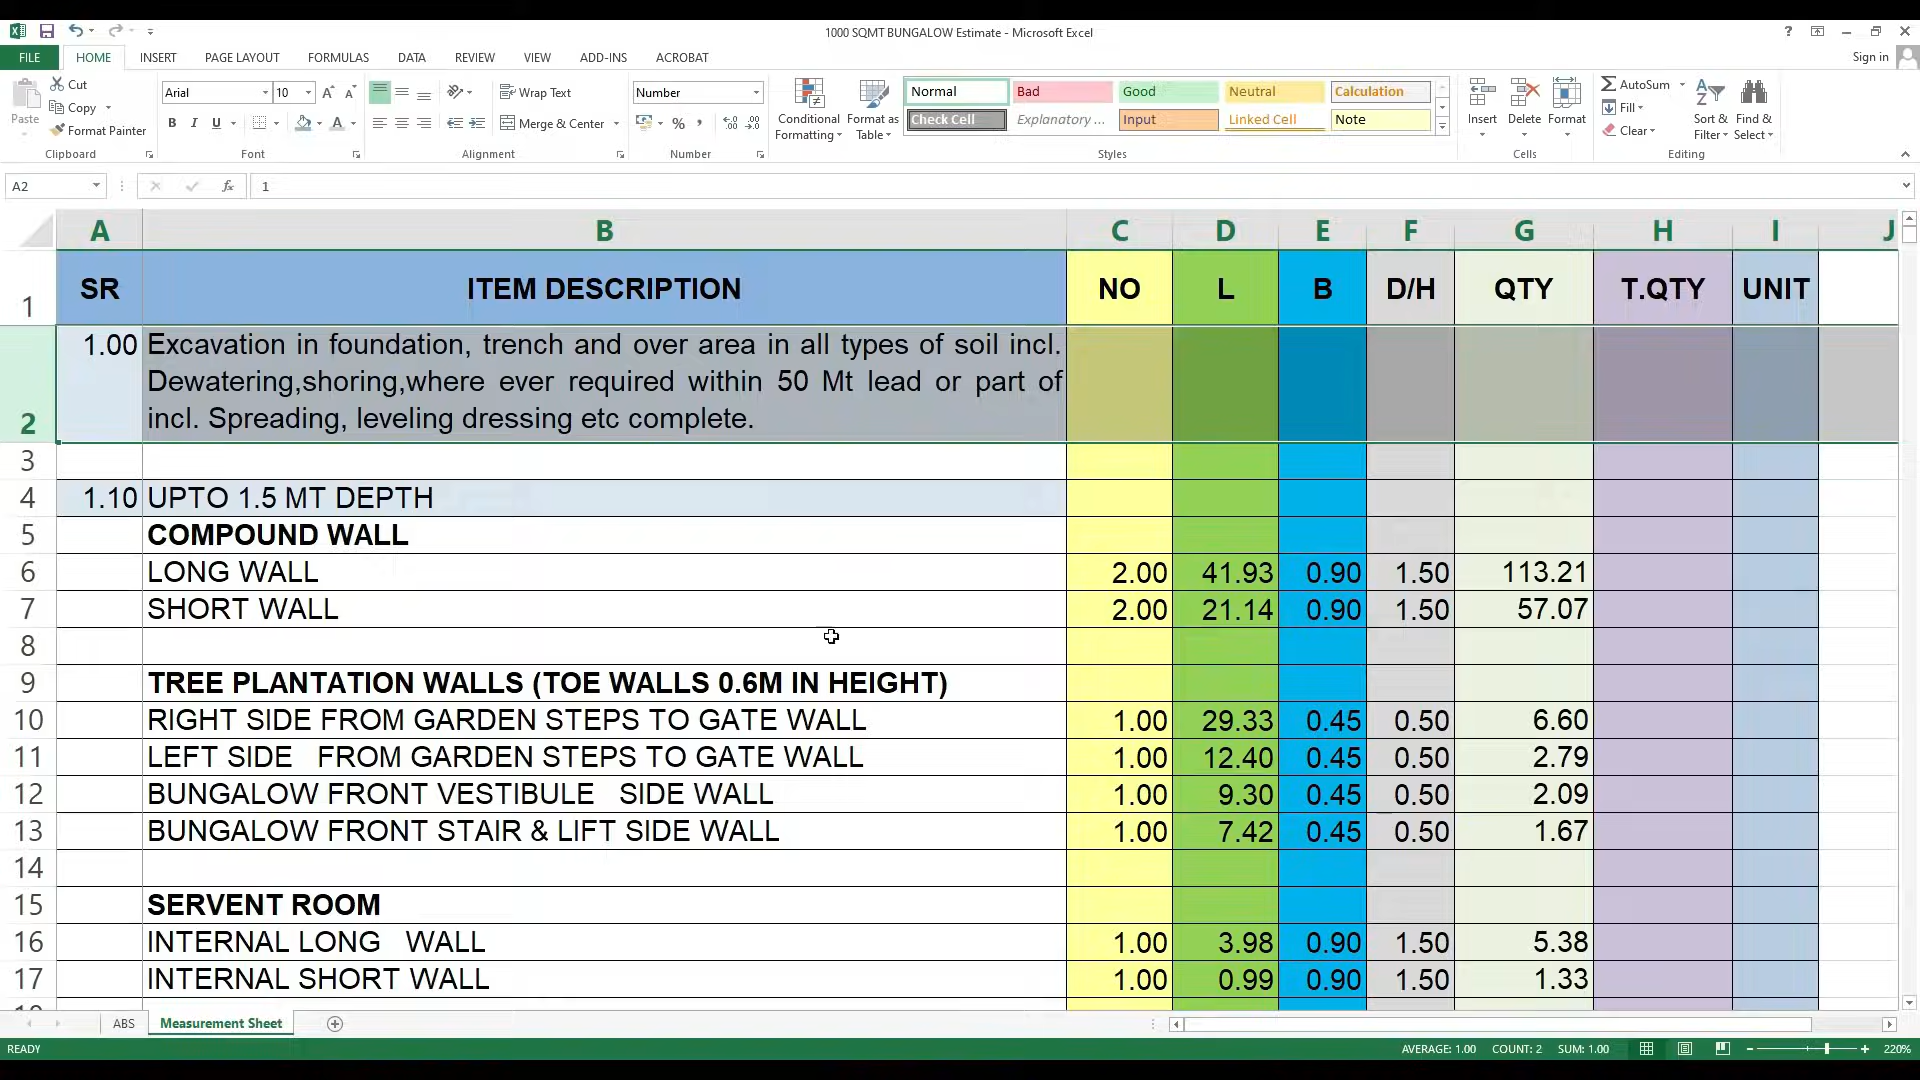 1000 SQMT BUNGALOW Estimate - Microsoft Excel
FILE HOME INSERT PAGE LAYOUT FORMULAS DATA REVIEW VIEW ADD-INS ACROBAT Sign in
Paste
Cut
Copy
Format Painter
Clipboard
Arial 10
B I U
Font
Wrap Text
Merge & Center
Alignment
Number
%
Number
Conditional Formatting
Format as Table
Normal Bad Good Neutral Calculation
Check Cell Explanatory ... Input Linked Cell Note
Styles
Insert Delete Format
Cells
AutoSum
Fill
Clear
Sort & Filter
Find & Select
Editing
A2 fx 1
A B C D E F G H I J
1 SR ITEM DESCRIPTION NO L B D/H QTY T.QTY UNIT
2 1.00 Excavation in foundation, trench and over area in all types of soil incl.
Dewatering,shoring,where ever required within 50 Mt lead or part of
incl. Spreading, leveling dressing etc complete.
3
4 1.10 UPTO 1.5 MT DEPTH
5 COMPOUND WALL
6 LONG WALL 2.00 41.93 0.90 1.50 113.21
7 SHORT WALL 2.00 21.14 0.90 1.50 57.07
8
9 TREE PLANTATION WALLS (TOE WALLS 0.6M IN HEIGHT)
10 RIGHT SIDE FROM GARDEN STEPS TO GATE WALL 1.00 29.33 0.45 0.50 6.60
11 LEFT SIDE FROM GARDEN STEPS TO GATE WALL 1.00 12.40 0.45 0.50 2.79
12 BUNGALOW FRONT VESTIBULE SIDE WALL 1.00 9.30 0.45 0.50 2.09
13 BUNGALOW FRONT STAIR & LIFT SIDE WALL 1.00 7.42 0.45 0.50 1.67
14
15 SERVENT ROOM
16 INTERNAL LONG WALL 1.00 3.98 0.90 1.50 5.38
17 INTERNAL SHORT WALL 1.00 0.99 0.90 1.50 1.33
ABS Measurement Sheet
READY AVERAGE: 1.00 COUNT: 2 SUM: 1.00 220%